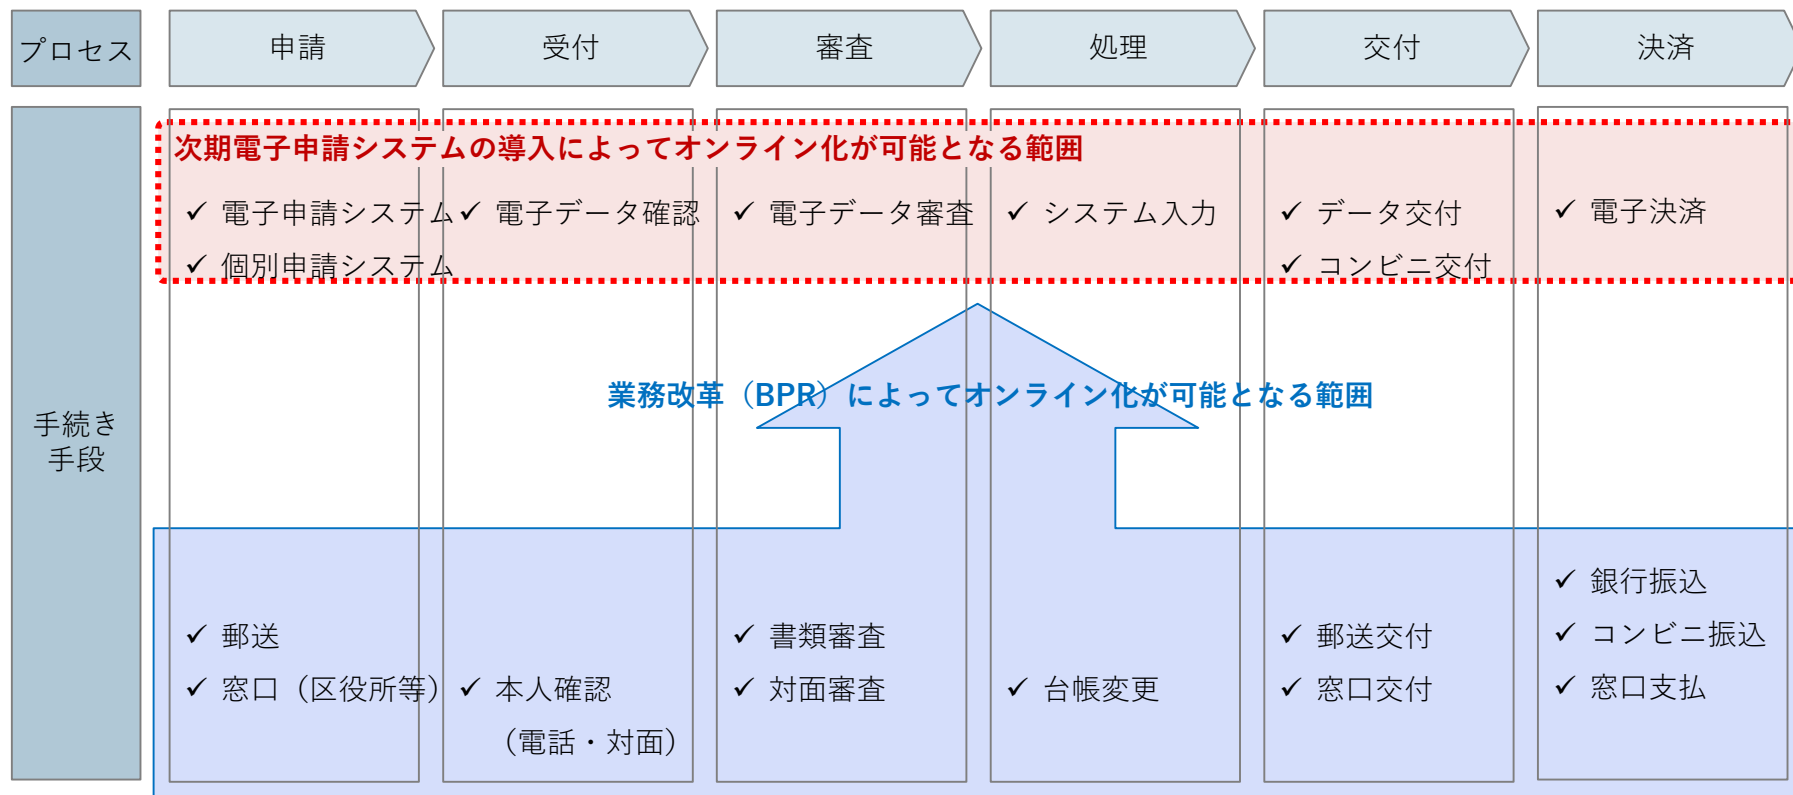 プロセス
申請
受付
審査
処理
交付
決済
手続き
手段
次期電子申請システムの導入によってオンライン化が可能となる範囲
✓ 電子申請システム
✓ 個別申請システム
✓ 電子データ確認
✓ 電子データ審査
✓ システム入力
✓ データ交付
✓ コンビニ交付
✓ 電子決済
業務改革（BPR）によってオンライン化が可能となる範囲
✓ 郵送
✓ 窓口（区役所等）
✓ 本人確認
（電話・対面）
✓ 書類審査
✓ 対面審査
✓ 台帳変更
✓ 郵送交付
✓ 窓口交付
✓ 銀行振込
✓ コンビニ振込
✓ 窓口支払